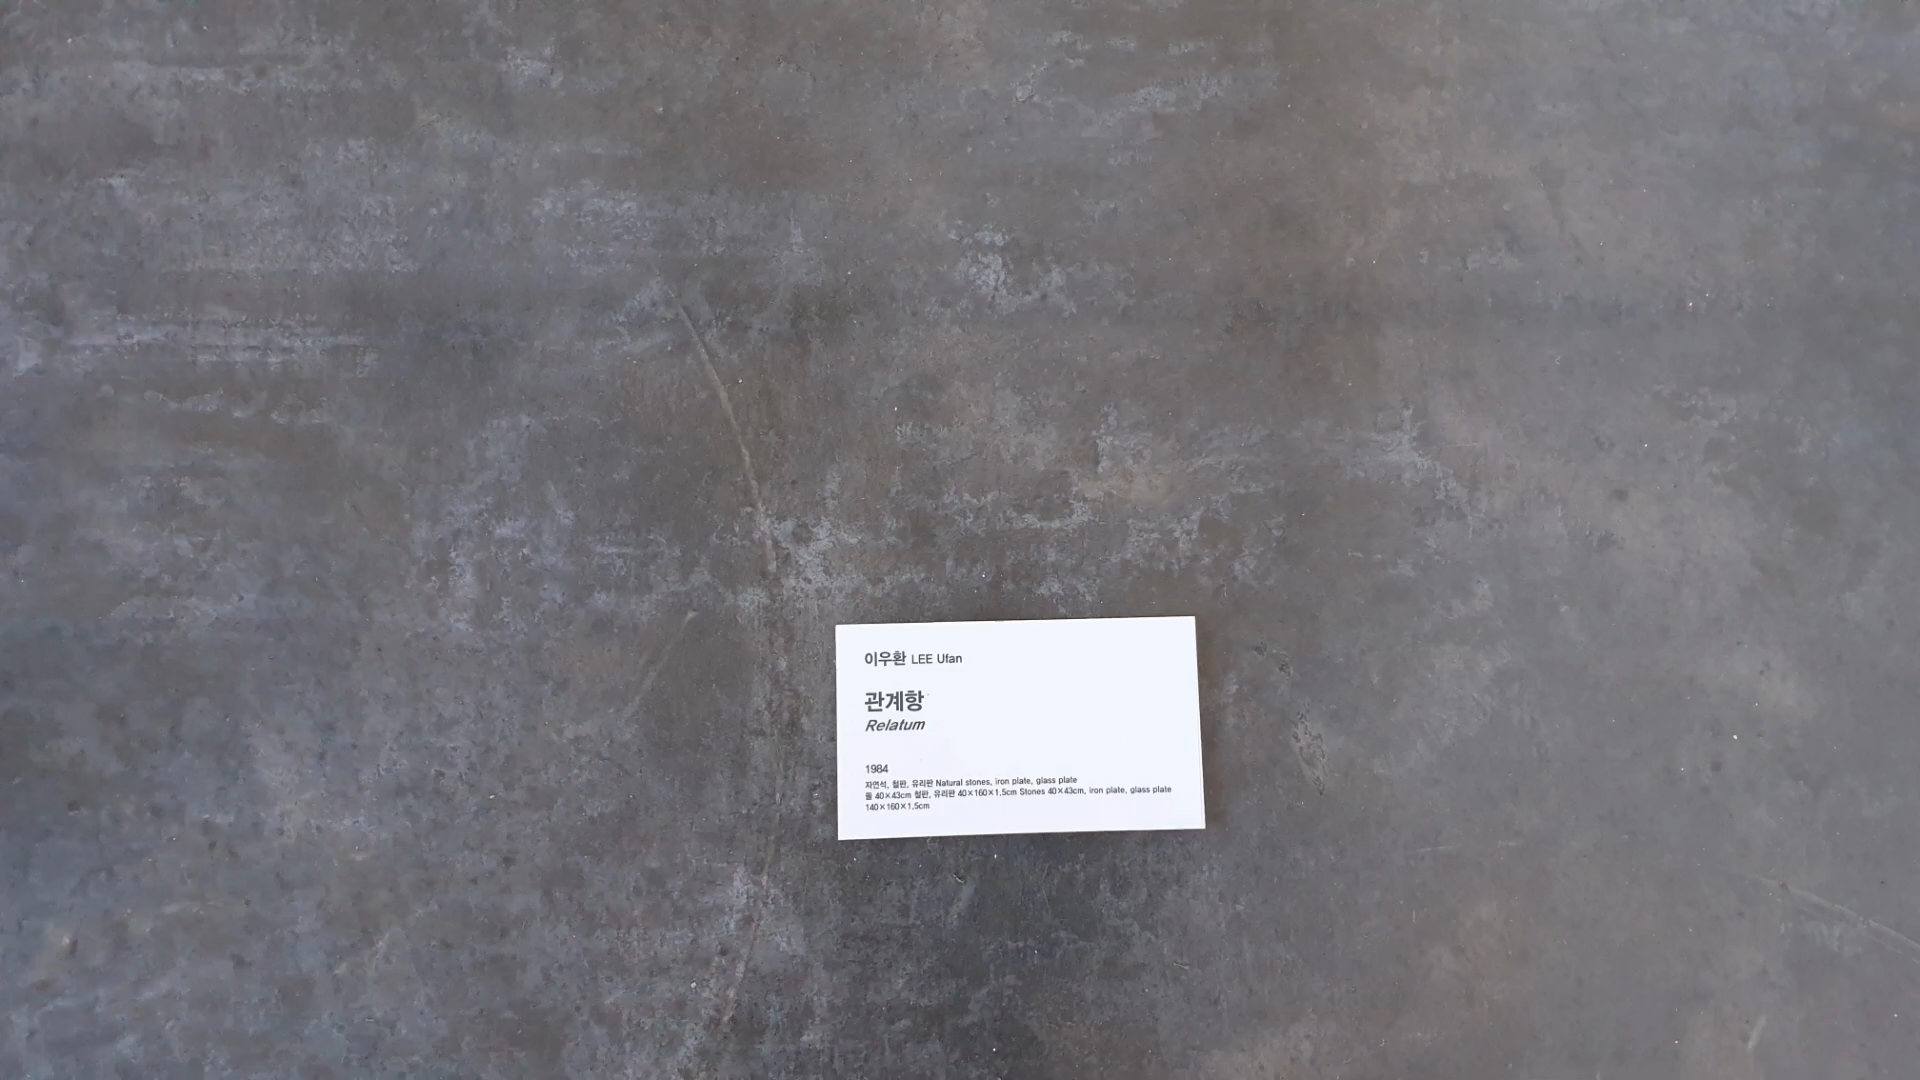 이우환 LEE Ufan
관계항
Relatum
1984
자연석, 철판, 유리판 Natural stones, iron plate, glass plate
돌 40×43cm 철판, 유리판 40×160×1,5cm Stones 40×43cm, iron plate, glass plate
140×160×1,5cm